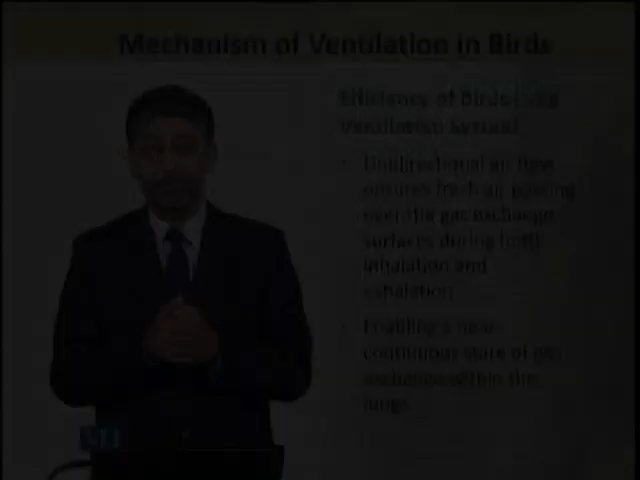 Mechanism of Ventilation in Birds
Efficiency of Birds Lung
Ventilation System
Unidirectional air flow
ensures fresh air passing
over the gas exchange
surfaces during both
inhalation and
exhalation
Enabling a near
continuous state of gas
exchange within the
lungs